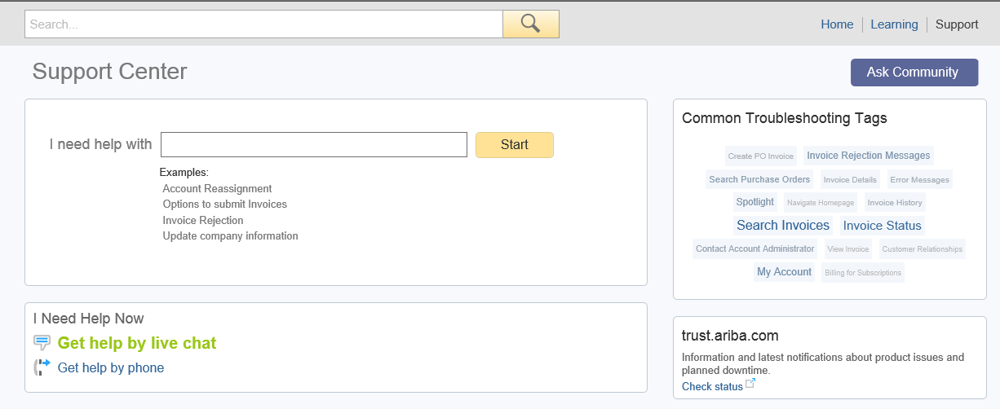 Search...
Home
Learning
Support
Support Center
Ask Community
I need help with
Start
Examples:
Account Reassignment
Options to submit Invoices
Invoice Rejection
Update company information
I Need Help Now
Get help by live chat
Get help by phone
Common Troubleshooting Tags
Create PO Invoice Invoice Rejection Messages
Search Purchase Orders Invoice Details Error Messages
Spotlight Navigate Homepage Invoice History
Search Invoices Invoice Status
Contact Account Administrator View Invoice Customer Relationships
My Account Billing for Subscriptions
trust.ariba.com
Information and latest notifications about product issues and
planned downtime.
Check status